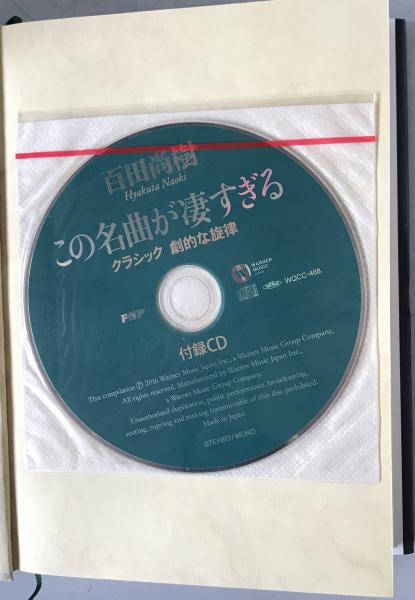 百田尚樹
Hyakuta Naoki
この名曲が凄すぎる
クラシック 劇的な旋律
WARNER
MUSIC
PHP
WQCC-468
付録CD
This compilation Ⓟ 2016 Warner Music Japan Inc., a Warner Music Group Company,
All rights reserved. Manufactured by Warner Music Japan Inc.,
a Warner Music Group Company.
Unauthorized duplication, public performance, broadcasting,
renting, copying and making transmittable of this disc prohibited.
Made in Japan.
STEREO/MONO